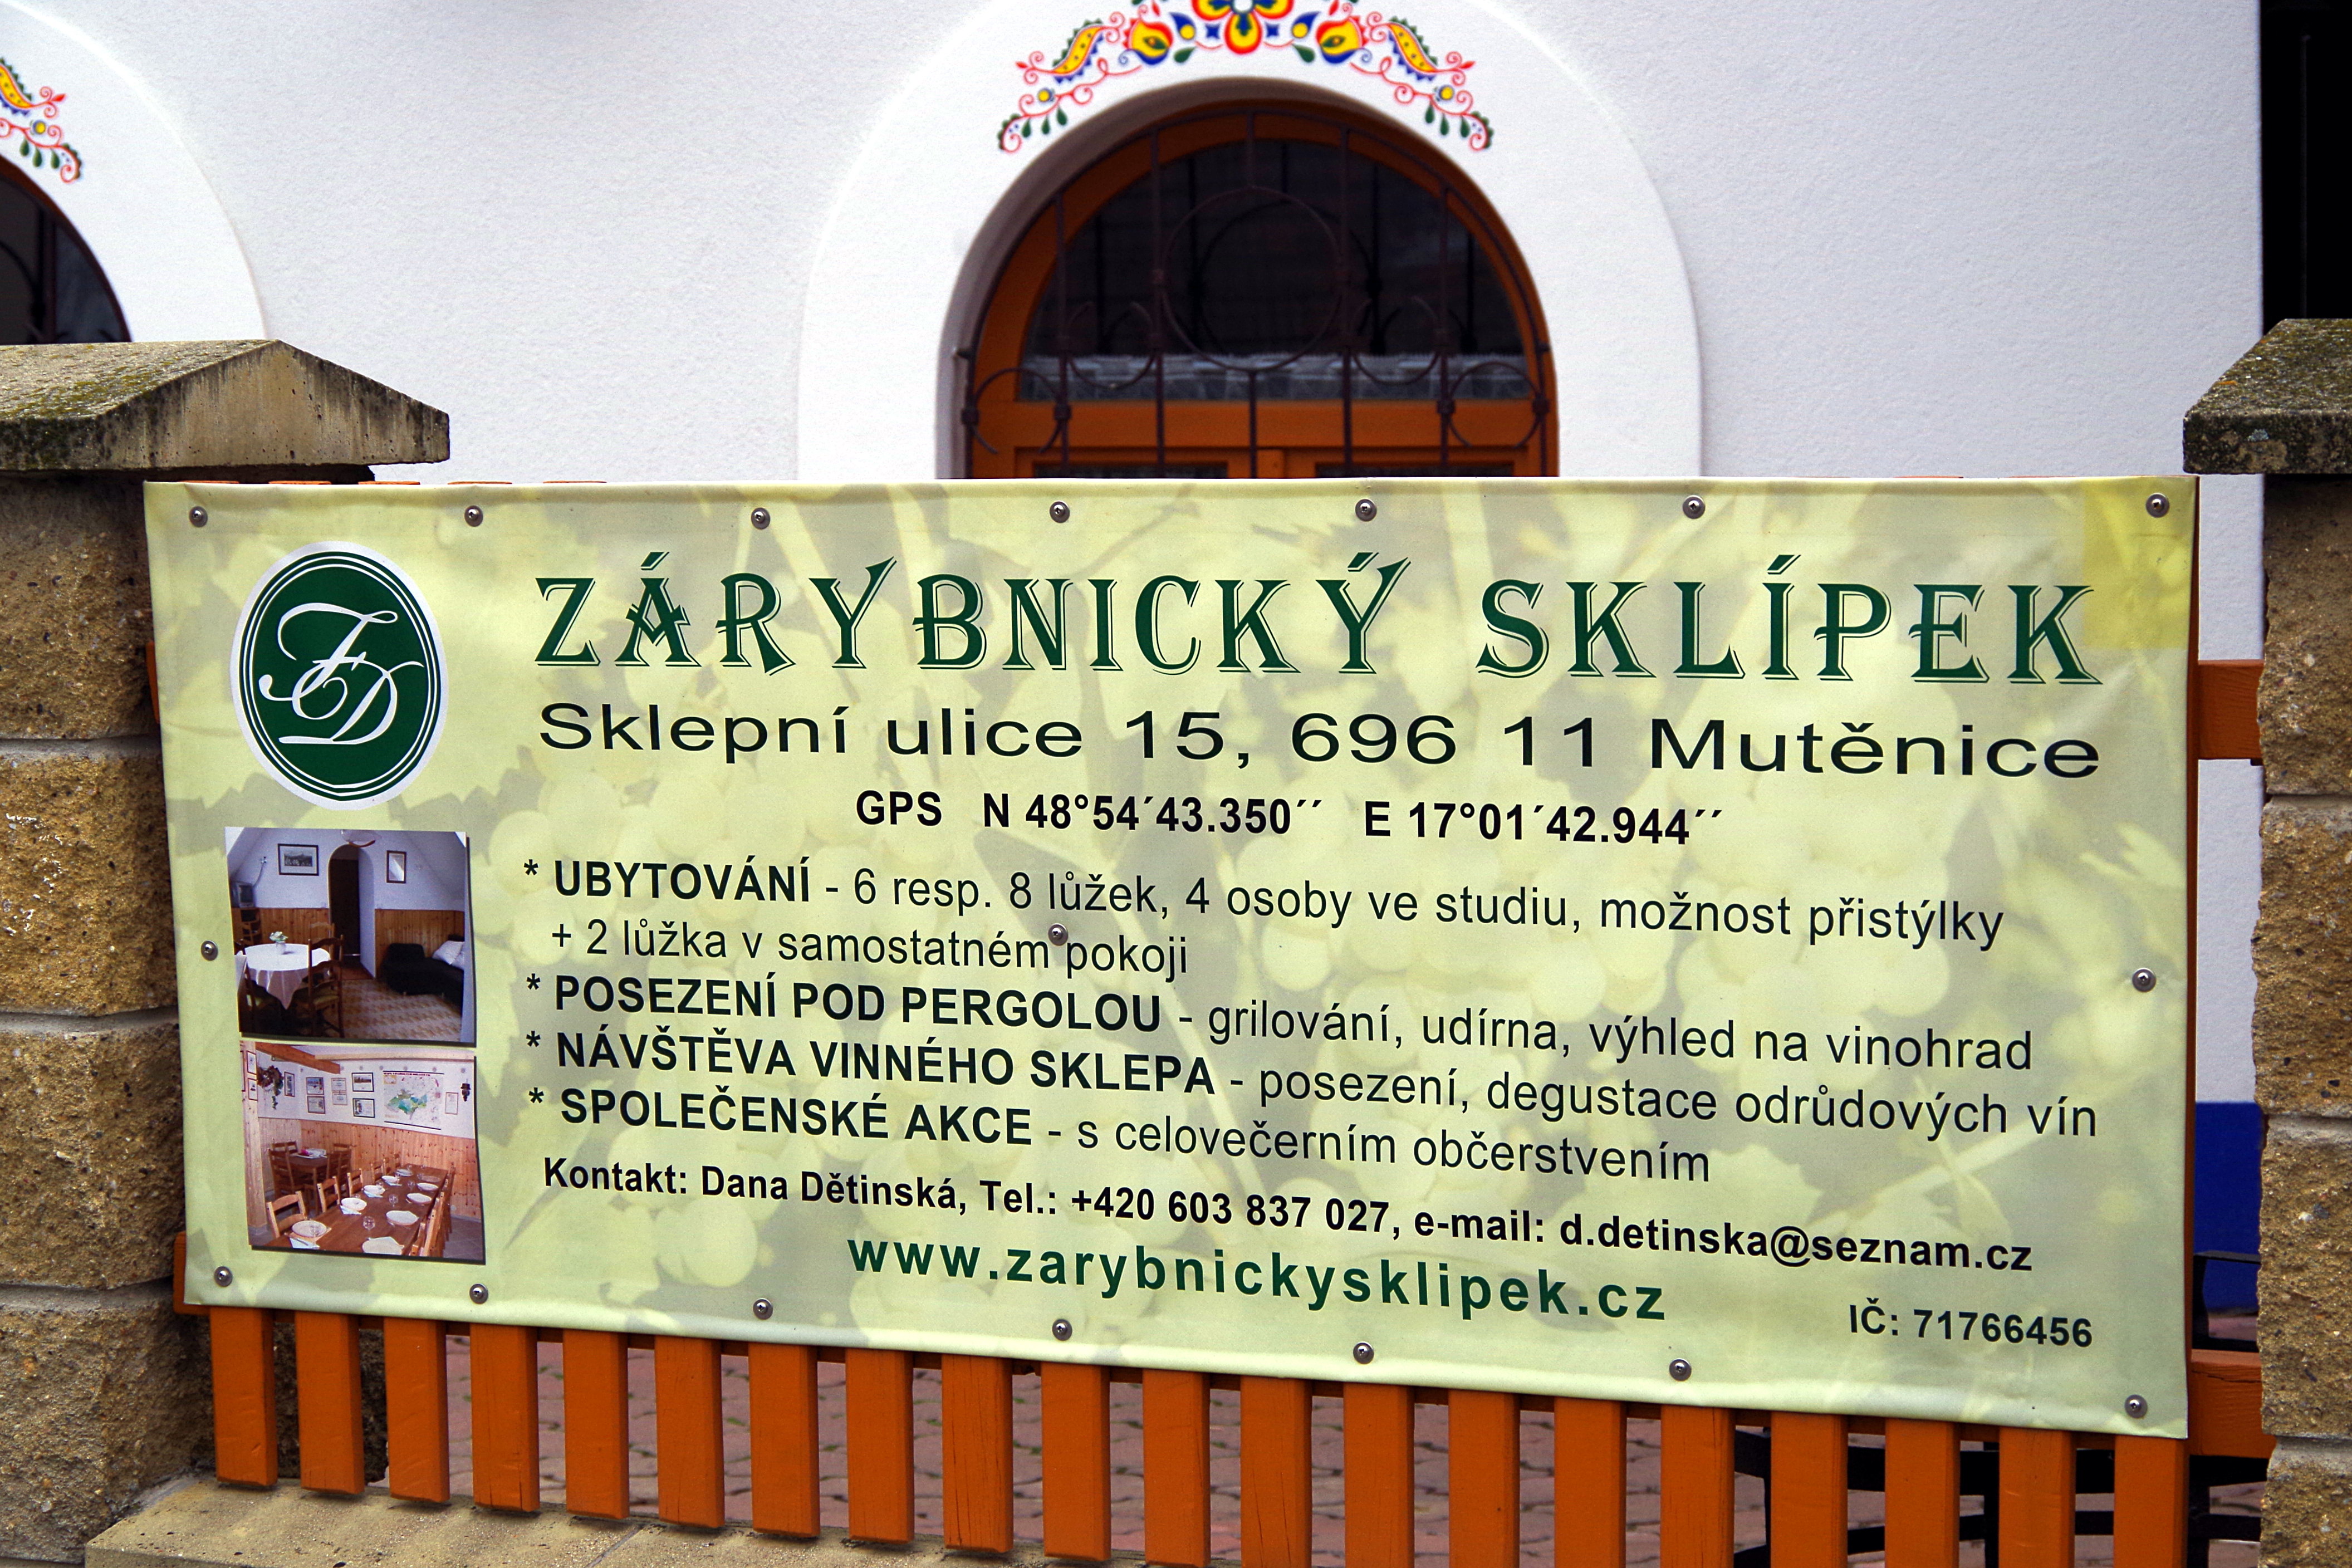 FD
ZÁRYBNICKÝ SKLÍPEK
Sklepní ulice 15, 696 11 Mutěnice
GPS N 48°54´43.350´´ E 17°01´42.944´´
* UBYTOVÁNÍ - 6 resp. 8 lůžek, 4 osoby ve studiu, možnost přistýlky
+ 2 lůžka v samostatném pokoji
* POSEZENÍ POD PERGOLOU - grilování, udírna, výhled na vinohrad
* NÁVŠTĚVA VINNÉHO SKLEPA - posezení, degustace odrůdových vín
* SPOLEČENSKÉ AKCE - s celovečerním občerstvením
Kontakt: Dana Dětinská, Tel.: +420 603 837 027, e-mail: d.detinska@seznam.cz
www.zarybnickysklipek.cz
IČ: 71766456